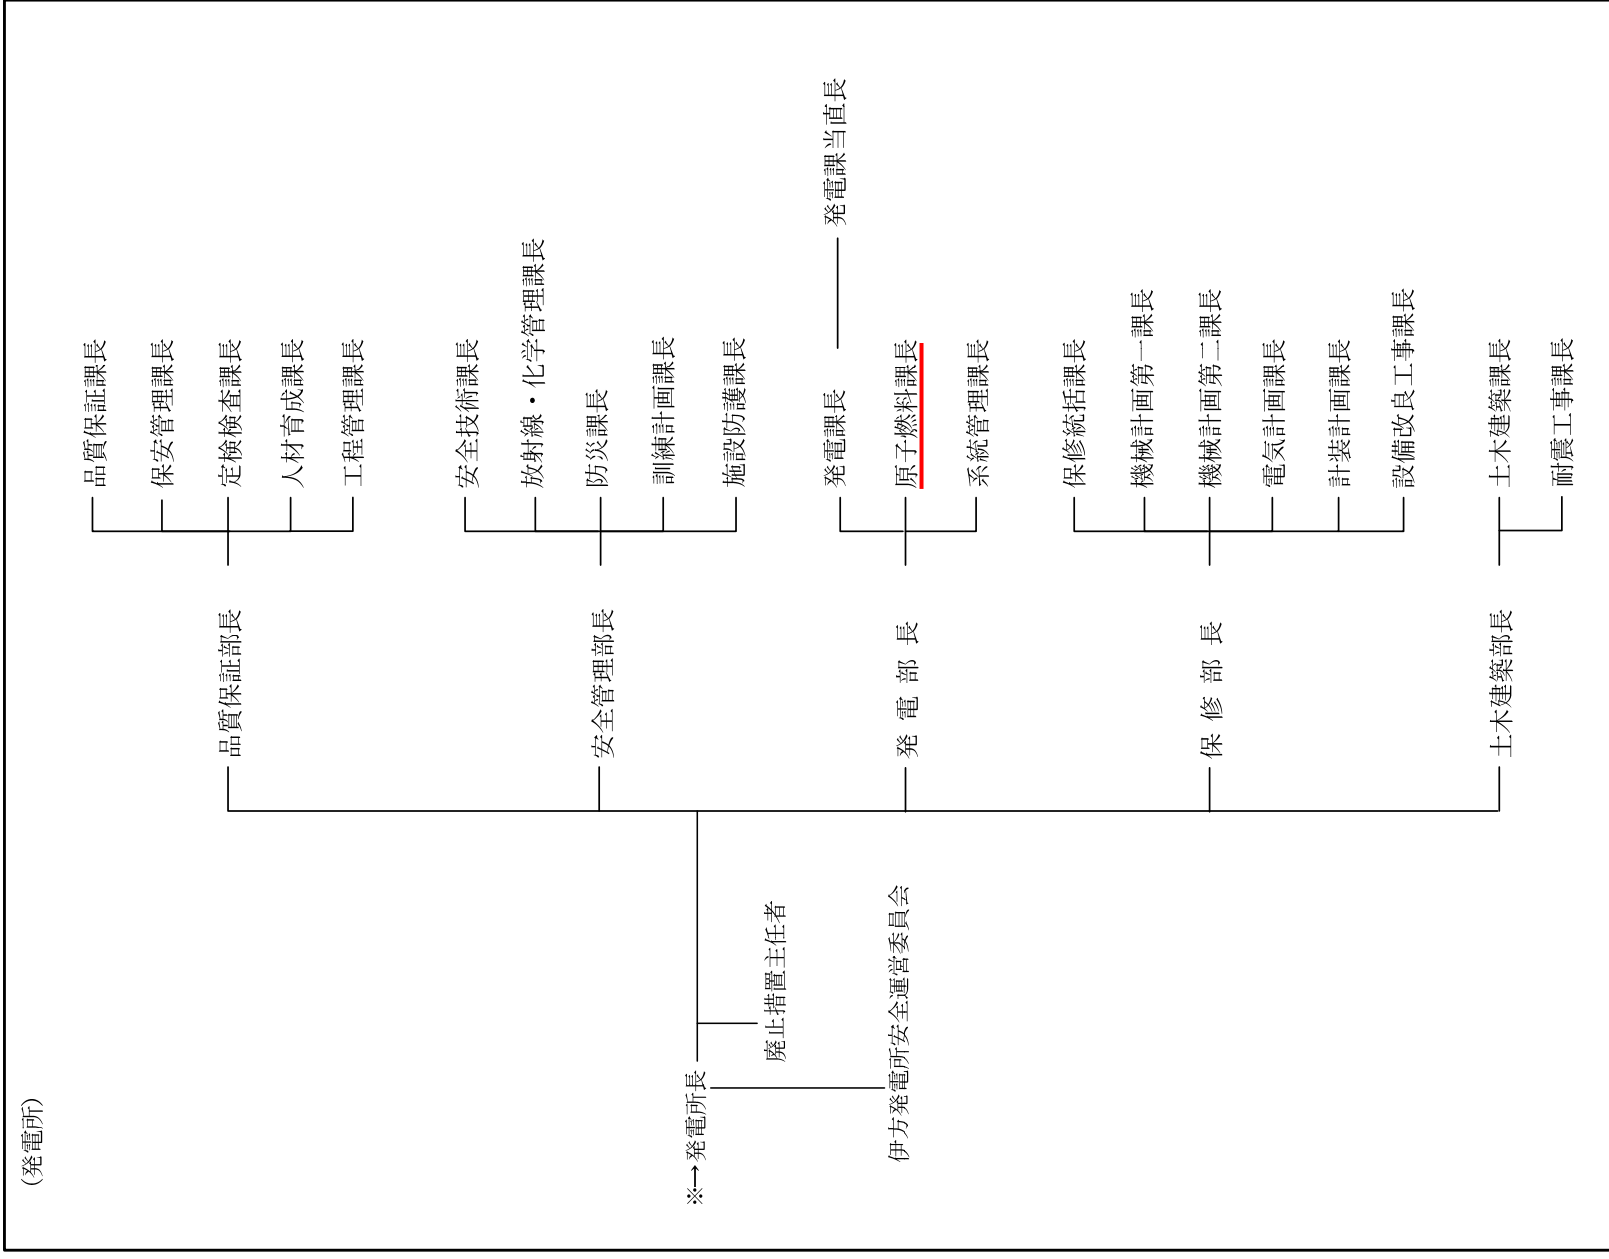 (発電所)
※→発電所長
廃止措置主任者
伊方発電所安全運営委員会
品質保証部長
品質保証課長
保安管理課長
定検検査課長
人材育成課長
工程管理課長
安全管理部長
安全技術課長
放射線・化学管理課長
防災課長
訓練計画課長
施設防護課長
発電部長
発電課長
発電課当直長
原子燃料課長
系統管理課長
保修部長
保修統括課長
機械計画第一課長
機械計画第二課長
電気計画課長
計装計画課長
設備改良工事課長
土木建築部長
土木建築課長
耐震工事課長